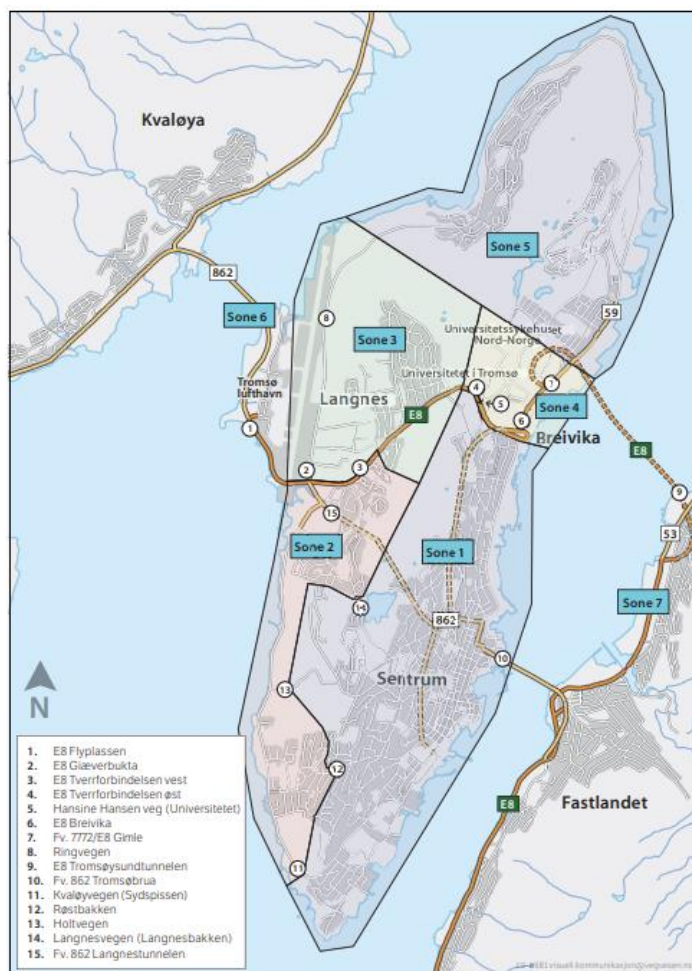 Kvaløya
Sone 5
862
Sone 6
59
8
Sone 3
Universitetssykehuset
Nord-Norge
Universitetet i Tromsø
4
7
Tromsø
lufthavn
Langnes
5
Sone 4
E8
6
1
Breivika
E8
2
3
9
15
53
Sone 2
Sone 1
Sone 7
14
862
10
Sentrum
N
13
12
E8
Fastlandet
11
1. E8 Flyplassen
2. E8 Giæverbukta
3. E8 Tverrforbindelsen vest
4. E8 Tverrforbindelsen øst
5. Hansine Hansen veg (Universitetet)
6. E8 Breivika
7. Fv. 7772/E8 Gimle
8. Ringvegen
9. E8 Tromsøysundtunnelen
10. Fv. 862 Tromsøbrua
11. Kvaløyvegen (Sydspissen)
12. Røstbakken
13. Holtvegen
14. Langnesvegen (Langnesbakken)
15. Fv. 862 Langnestunnelen